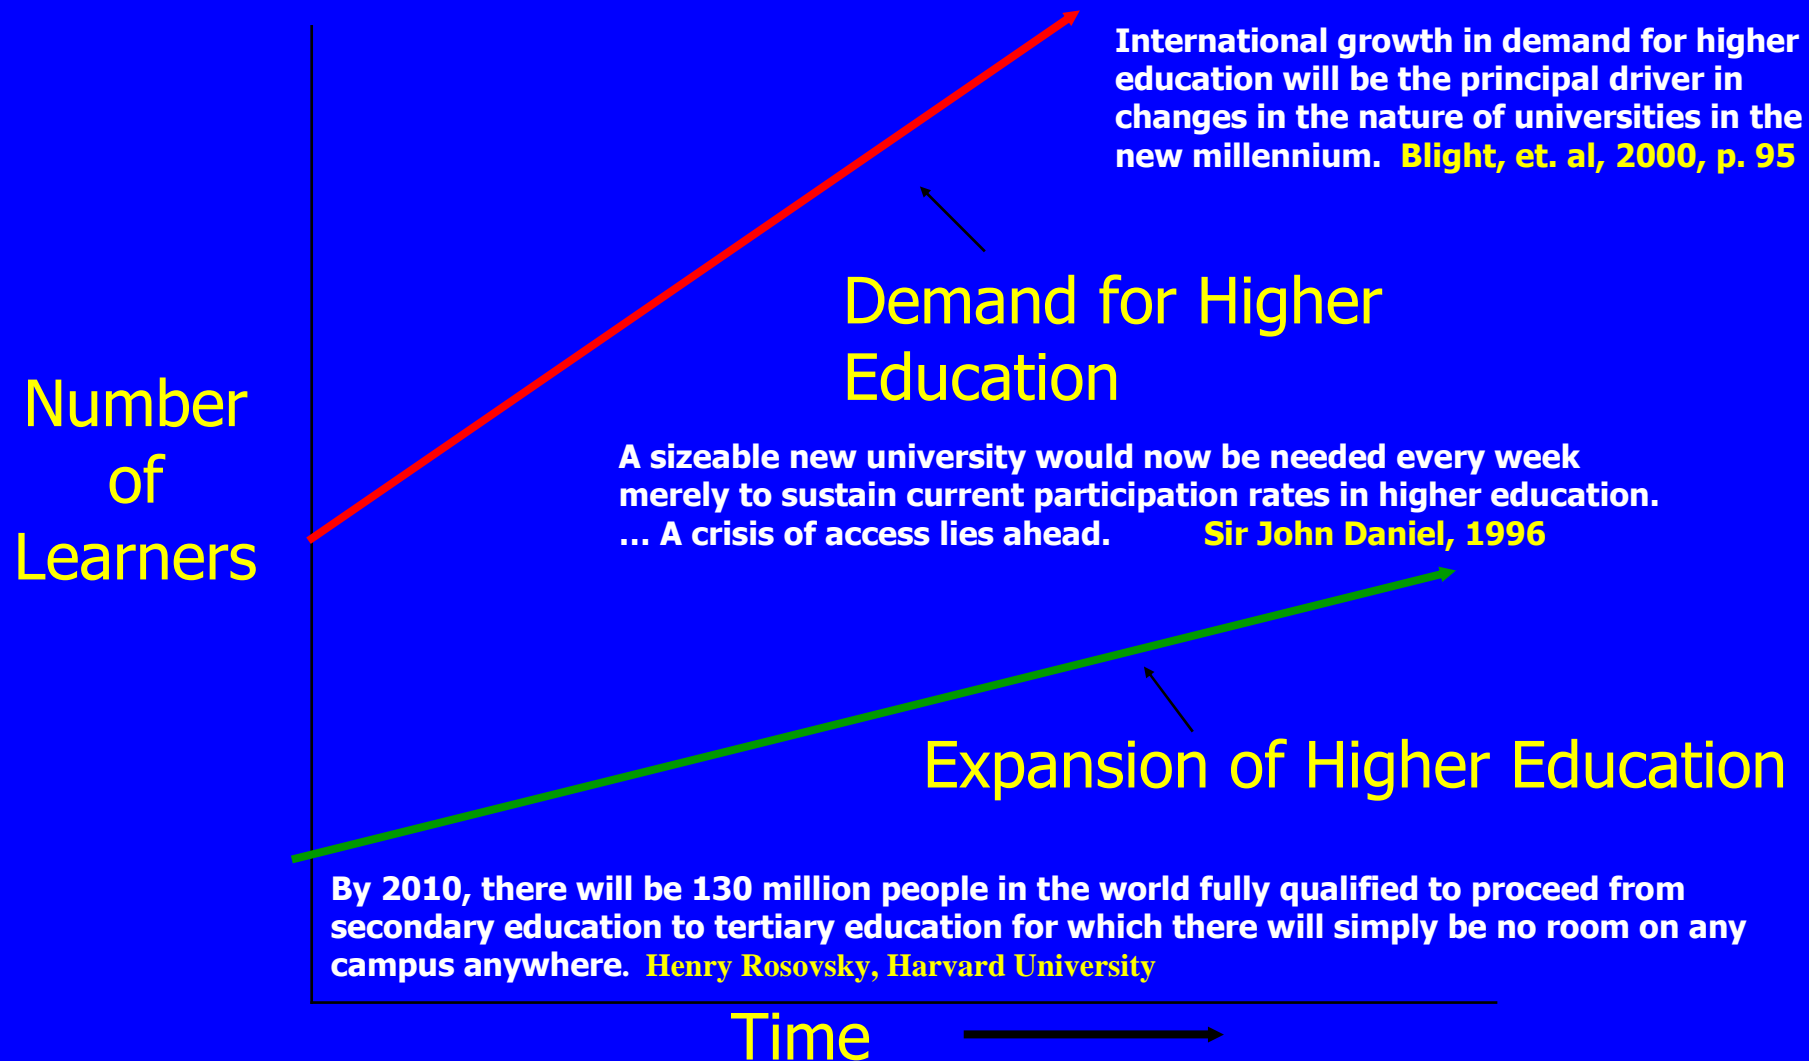 International growth in demand for higher
education will be the principal driver in
changes in the nature of universities in the
new millennium. Blight, et. al, 2000, p. 95
Demand for Higher
Education
Number
of
Learners
A sizeable new university would now be needed every week
merely to sustain current participation rates in higher education.
… A crisis of access lies ahead. Sir John Daniel, 1996
Expansion of Higher Education
By 2010, there will be 130 million people in the world fully qualified to proceed from
secondary education to tertiary education for which there will simply be no room on any
campus anywhere. Henry Rosovsky, Harvard University
Time